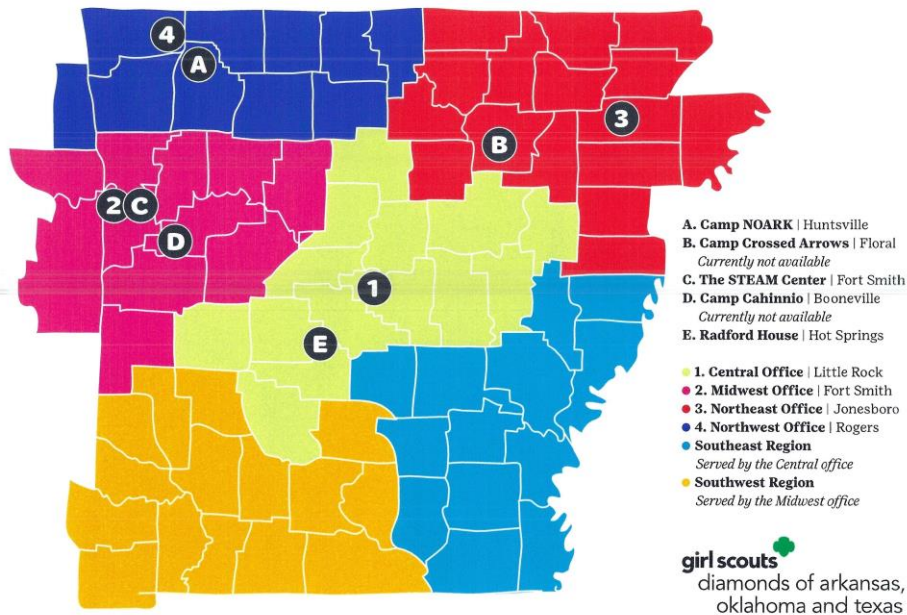 4
A
3
B
2 C
D
1
E
A. Camp NOARK | Huntsville
B. Camp Crossed Arrows | Floral
Currently not available
C. The STEAM Center | Fort Smith
D. Camp Cahinnio | Booneville
Currently not available
E. Radford House | Hot Springs
1. Central Office | Little Rock
2. Midwest Office | Fort Smith
3. Northeast Office | Jonesboro
4. Northwest Office | Rogers
Southeast Region
Served by the Central office
Southwest Region
Served by the Midwest office
girl scouts
diamonds of arkansas,
oklahoma and texas